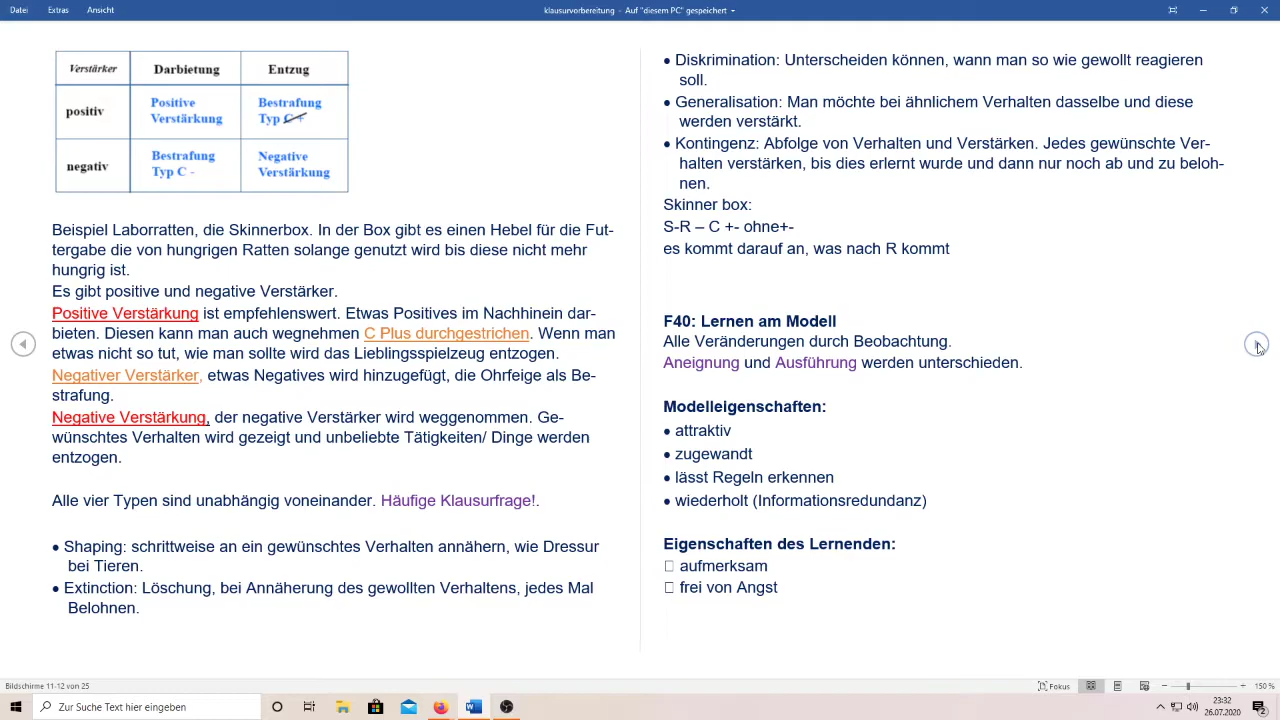 Datei Extras Ansicht
klausurvorbereitung - Auf "diesem PC" gespeichert
Verstärker Darbietung Entzug
positiv Positive Verstärkung Bestrafung Typ C +
negativ Bestrafung Typ C - Negative Verstärkung
Beispiel Laborratten, die Skinnerbox. In der Box gibt es einen Hebel für die Fut-
tergabe die von hungrigen Ratten solange genutzt wird bis diese nicht mehr
hungrig ist.
Es gibt positive und negative Verstärker.
Positive Verstärkung ist empfehlenswert. Etwas Positives im Nachhinein dar-
bieten. Diesen kann man auch wegnehmen C Plus durchgestrichen. Wenn man
etwas nicht so tut, wie man sollte wird das Lieblingsspielzeug entzogen.
Negativer Verstärker, etwas Negatives wird hinzugefügt, die Ohrfeige als Be-
strafung.
Negative Verstärkung, der negative Verstärker wird weggenommen. Ge-
wünschtes Verhalten wird gezeigt und unbeliebte Tätigkeiten/ Dinge werden
entzogen.
Alle vier Typen sind unabhängig voneinander. Häufige Klausurfrage!.
• Shaping: schrittweise an ein gewünschtes Verhalten annähern, wie Dressur
bei Tieren.
• Extinction: Löschung, bei Annäherung des gewollten Verhaltens, jedes Mal
Belohnen.
• Diskrimination: Unterscheiden können, wann man so wie gewollt reagieren
soll.
• Generalisation: Man möchte bei ähnlichem Verhalten dasselbe und diese
werden verstärkt.
• Kontingenz: Abfolge von Verhalten und Verstärken. Jedes gewünschte Ver-
halten verstärken, bis dies erlernt wurde und dann nur noch ab und zu beloh-
nen.
Skinner box:
S-R – C +- ohne+-
es kommt darauf an, was nach R kommt
F40: Lernen am Modell
Alle Veränderungen durch Beobachtung.
Aneignung und Ausführung werden unterschieden.
Modelleigenschaften:
• attraktiv
• zugewandt
• lässt Regeln erkennen
• wiederholt (Informationsredundanz)
Eigenschaften des Lernenden:
□ aufmerksam
□ frei von Angst
Bildschirme 11-12 von 25
Fokus
150 %
Zur Suche Text hier eingeben
23:32
26.07.2020
2